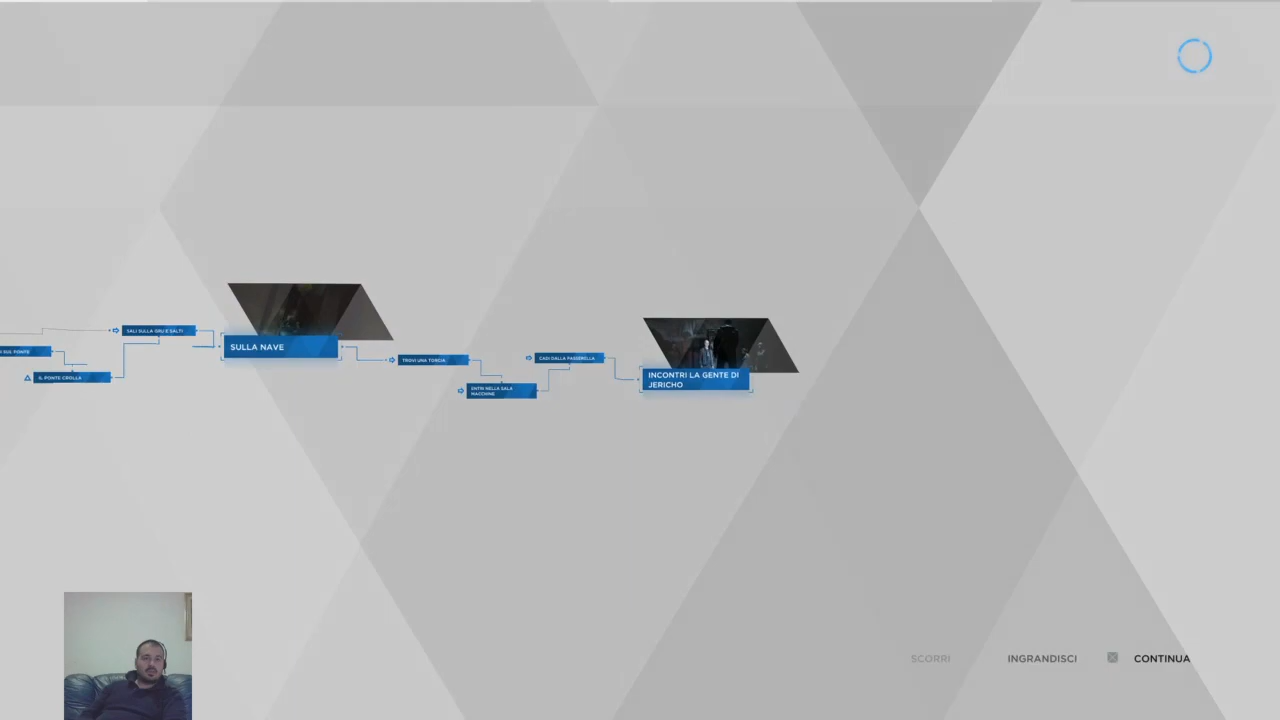 SALI SULLA GRU E SALTI
SUL PONTE
IL PONTE CROLLA
SULLA NAVE
TROVI UNA TORCIA
ENTRI NELLA SALA
MACCHINE
CADI DALLA PASSERELLA
INCONTRI LA GENTE DI
JERICHO
SCORRI
INGRANDISCI
CONTINUA